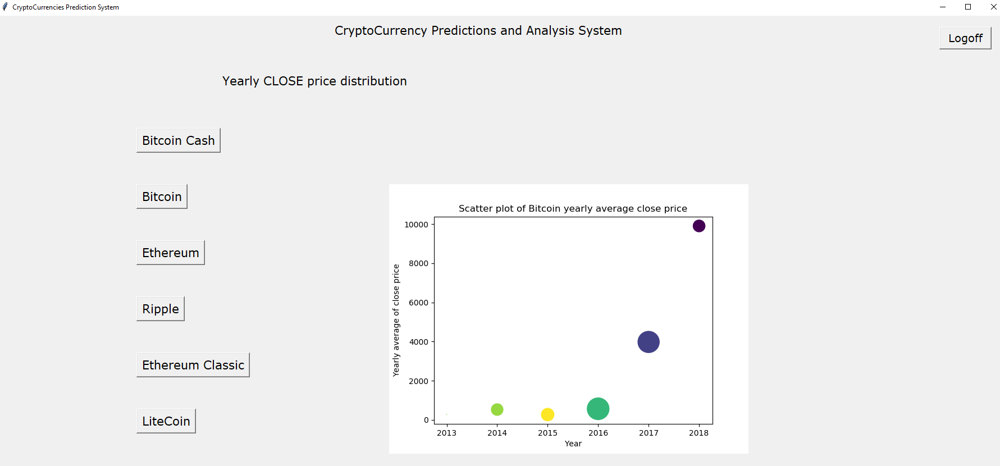 CryptoCurrencies Prediction System
CryptoCurrency Predictions and Analysis System
Logoff
Yearly CLOSE price distribution
Bitcoin Cash
Bitcoin
Ethereum
Ripple
Ethereum Classic
LiteCoin
Scatter plot of Bitcoin yearly average close price
Yearly average of close price
10000
8000
6000
4000
2000
0
2013 2014 2015 2016 2017 2018
Year